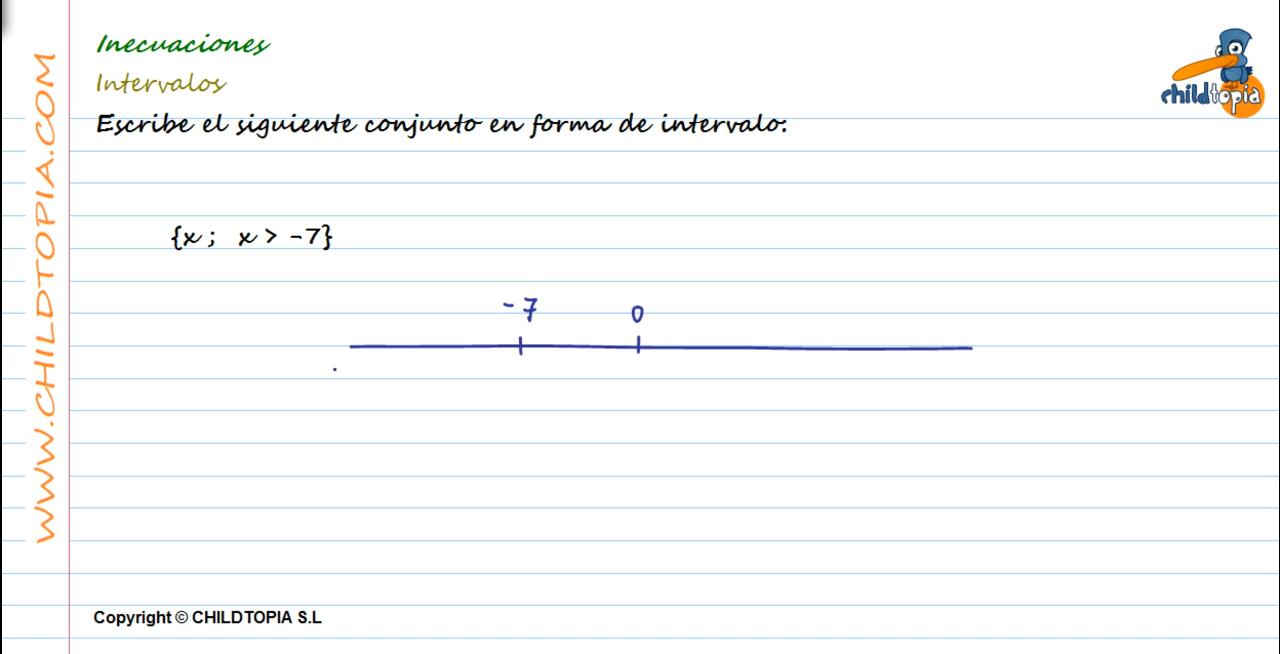 Inecuaciones
Intervalos
Escribe el siguiente conjunto en forma de intervalo:
{x; x > -7}
-7 0
WWW.CHILDTOPIA.COM
childtopia
Copyright © CHILDTOPIA S.L